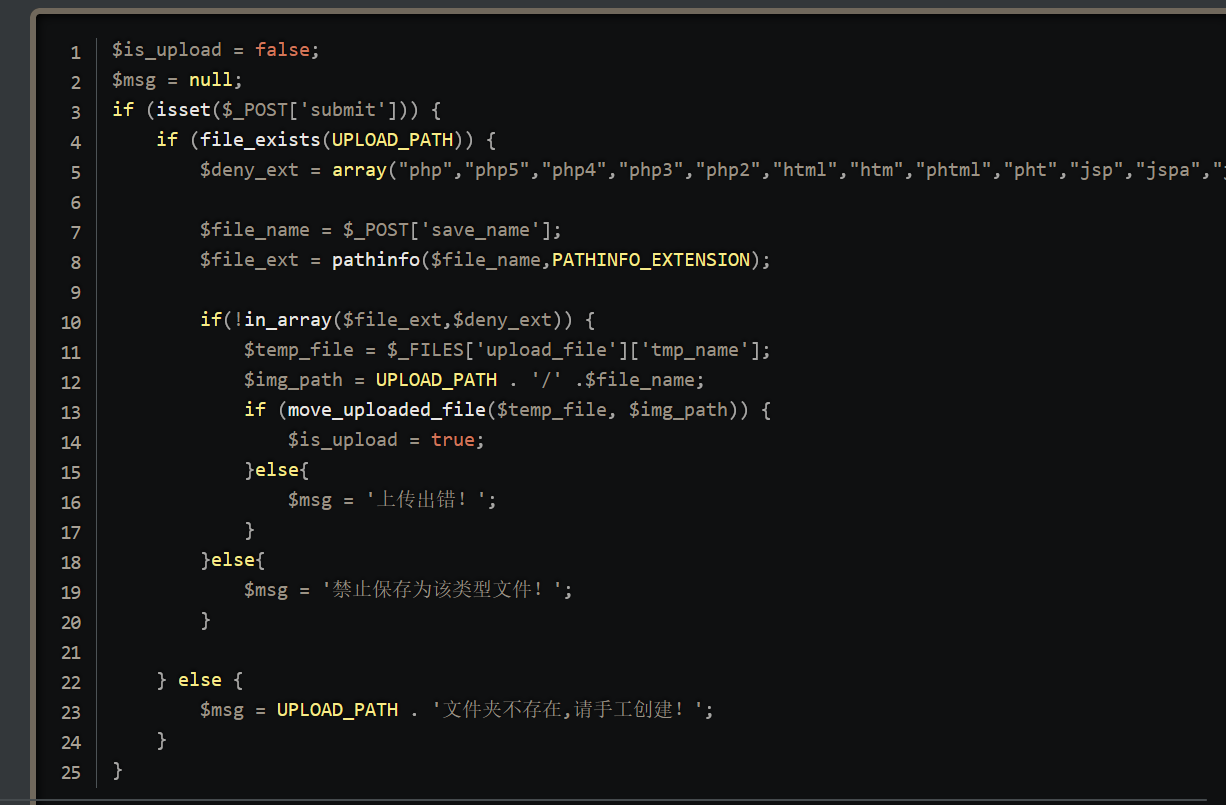 1 $is_upload = false;
2 $msg = null;
3 if (isset($_POST['submit'])) {
4     if (file_exists(UPLOAD_PATH)) {
5         $deny_ext = array("php","php5","php4","php3","php2","html","htm","phtml","pht","jsp","jspa","
6
7         $file_name = $_POST['save_name'];
8         $file_ext = pathinfo($file_name,PATHINFO_EXTENSION);
9
10         if(!in_array($file_ext,$deny_ext)) {
11             $temp_file = $_FILES['upload_file']['tmp_name'];
12             $img_path = UPLOAD_PATH . '/' .$file_name;
13             if (move_uploaded_file($temp_file, $img_path)) {
14                 $is_upload = true;
15             }else{
16                 $msg = '上传出错！';
17             }
18         }else{
19             $msg = '禁止保存为该类型文件！';
20         }
21
22     } else {
23         $msg = UPLOAD_PATH . '文件夹不存在,请手工创建！';
24     }
25 }